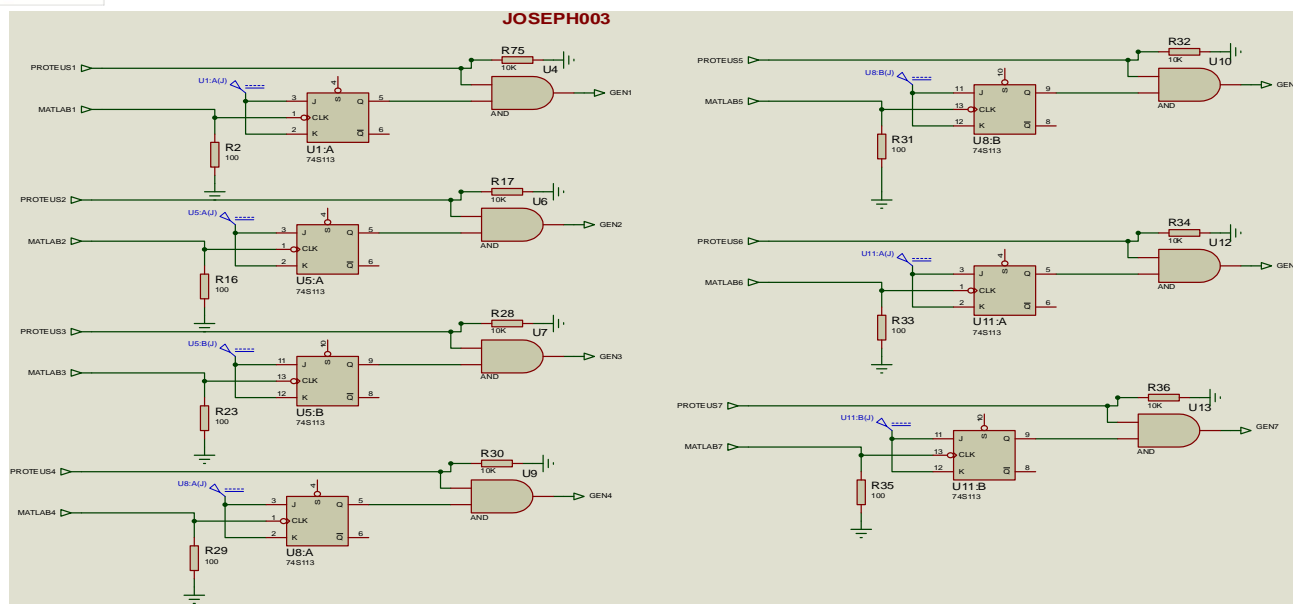 JOSEPH003
R75
10K
PROTEUS1
U4
U1:A(J)
GEN1
MATLAB1
3
J
4
S
Q
5
AND
1
CLK
2
K
Q
6
U1:A
74S113
R2
100
R17
10K
PROTEUS2
U6
U5:A(J)
GEN2
MATLAB2
3
J
4
S
Q
5
AND
1
CLK
2
K
Q
6
U5:A
74S113
R16
100
R28
10K
PROTEUS3
U7
U5:B(J)
GEN3
MATLAB3
11
J
10
S
Q
9
AND
13
CLK
12
K
Q
8
U5:B
74S113
R23
100
R30
10K
PROTEUS4
U9
U8:A(J)
GEN4
MATLAB4
3
J
4
S
Q
5
AND
1
CLK
2
K
Q
6
U8:A
74S113
R29
100
R32
10K
PROTEUS5
U10
U8:B(J)
GEN
MATLAB5
11
J
10
S
Q
9
AND
13
CLK
12
K
Q
8
U8:B
74S113
R31
100
R34
10K
PROTEUS6
U12
U11:A(J)
GEN
MATLAB6
3
J
4
S
Q
5
AND
1
CLK
2
K
Q
6
U11:A
74S113
R33
100
R36
10K
PROTEUS7
U13
U11:B(J)
GEN7
MATLAB7
11
J
10
S
Q
9
AND
13
CLK
12
K
Q
8
U11:B
74S113
R35
100